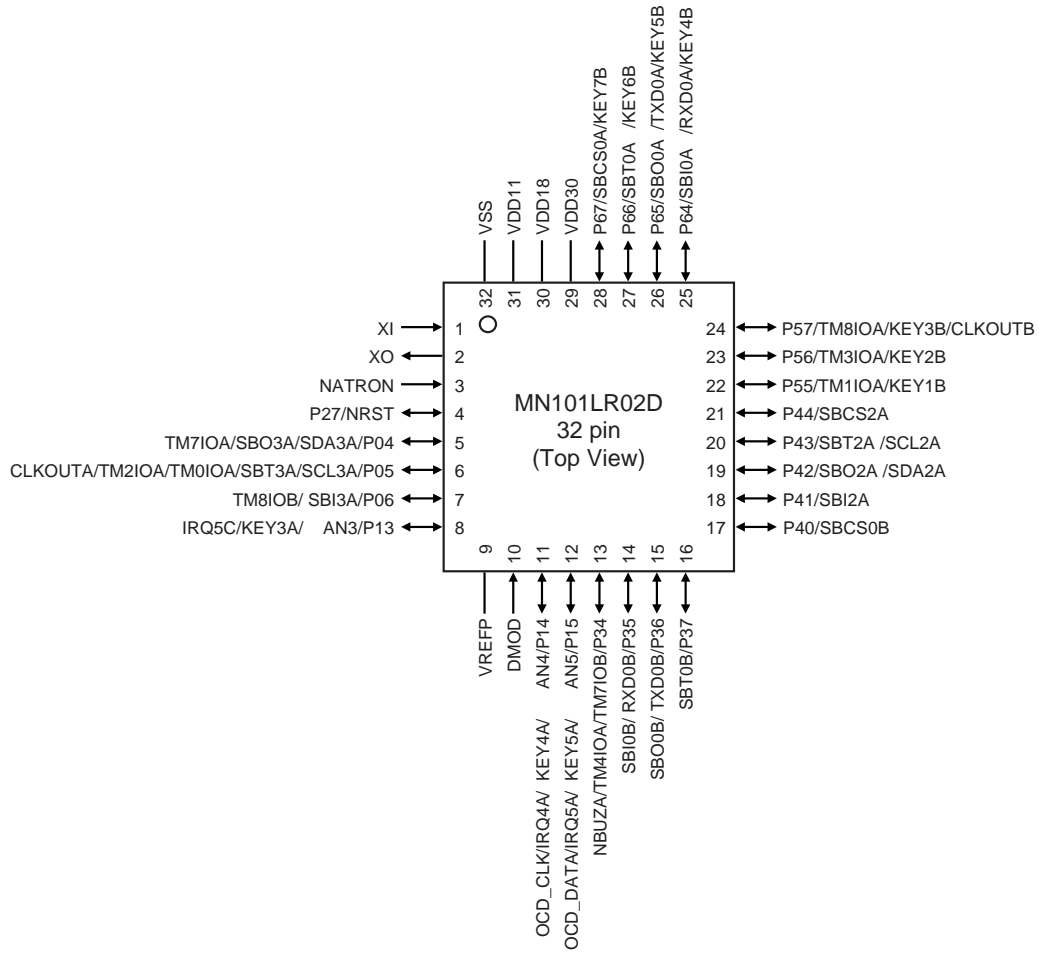 P67/SBCS0A/KEY7B
P66/SBT0A /KEY6B
P65/SBO0A /TXD0A/KEY5B
P64/SBI0A /RXD0A/KEY4B
VSS
VDD11
VDD18
VDD30
32
31
30
29
28
27
26
25
XI
1
XO
2
NATRON
3
P27/NRST
4
TM7IOA/SBO3A/SDA3A/P04
5
CLKOUTA/TM2IOA/TM0IOA/SBT3A/SCL3A/P05
6
TM8IOB/ SBI3A/P06
7
IRQ5C/KEY3A/ AN3/P13
8
MN101LR02D
32 pin
(Top View)
24
P57/TM8IOA/KEY3B/CLKOUTB
23
P56/TM3IOA/KEY2B
22
P55/TM1IOA/KEY1B
21
P44/SBCS2A
20
P43/SBT2A /SCL2A
19
P42/SBO2A /SDA2A
18
P41/SBI2A
17
P40/SBCS0B
9
10
11
12
13
14
15
16
VREFP
DMOD
OCD_CLK/IRQ4A/ KEY4A/ AN4/P14
OCD_DATA/IRQ5A/ KEY5A/ AN5/P15
NBUZA/TM4IOA/TM7IOB/P34
SBI0B/ RXD0B/P35
SBO0B/ TXD0B/P36
SBT0B/P37